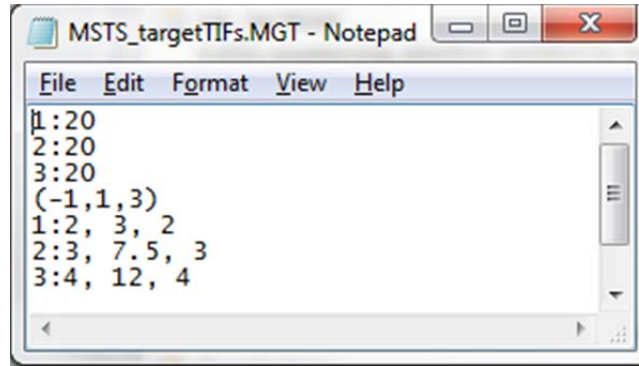 MSTS_targetTIFs.MGT - Notepad
File Edit Format View Help
1:20
2:20
3:20
(-1,1,3)
1:2, 3, 2
2:3, 7.5, 3
3:4, 12, 4